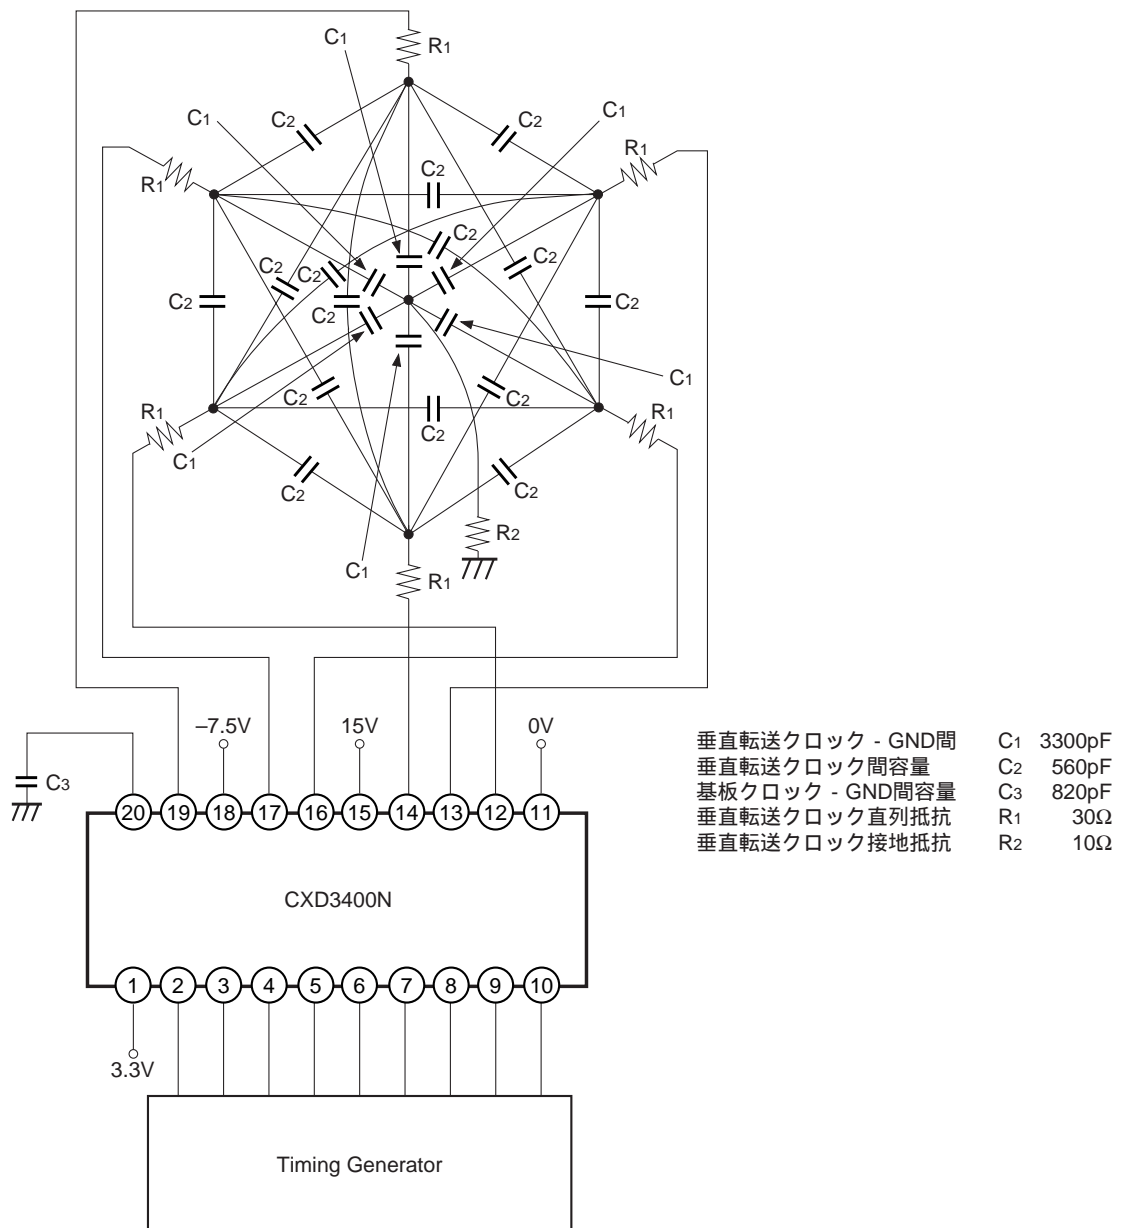 C1
R1
C2
C2
C1
C1
R1
R1
C2
C2
C2
C2
C2
C2
C2
C2
C2
C1
C2
C2
C2
R1
R1
C1
C2
C2
R2
C1
R1
–7.5V
15V
0V
C3
20
19
18
17
16
15
14
13
12
11
CXD3400N
1
2
3
4
5
6
7
8
9
10
3.3V
Timing Generator
垂直転送クロック - GND間 C1 3300pF
垂直転送クロック間容量 C2 560pF
基板クロック - GND間容量 C3 820pF
垂直転送クロック直列抵抗 R1 30Ω
垂直転送クロック接地抵抗 R2 10Ω